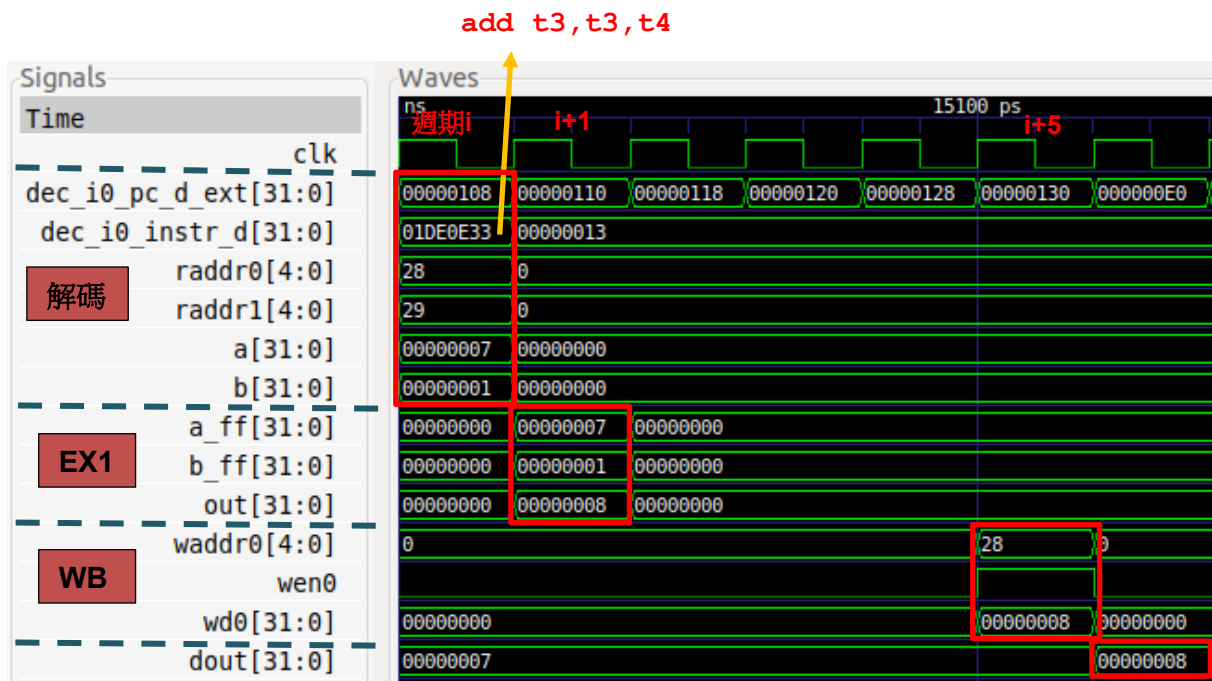 add t3,t3,t4
Signals
Waves
Time
ns
15100 ps
週期i
i+1
i+5
clk
dec_i0_pc_d_ext[31:0]
00000108 00000110 00000118 00000120 00000128 00000130 000000E0
dec_i0_instr_d[31:0]
01DE0E33 00000013
解碼
raddr0[4:0]
28 0
raddr1[4:0]
29 0
a[31:0]
00000007 00000000
b[31:0]
00000001 00000000
EX1
a_ff[31:0]
00000000 00000007 00000000
b_ff[31:0]
00000000 00000001 00000000
out[31:0]
00000000 00000008 00000000
WB
waddr0[4:0]
0 28 0
wen0
wd0[31:0]
00000000 00000008 00000000
dout[31:0]
00000007 00000008